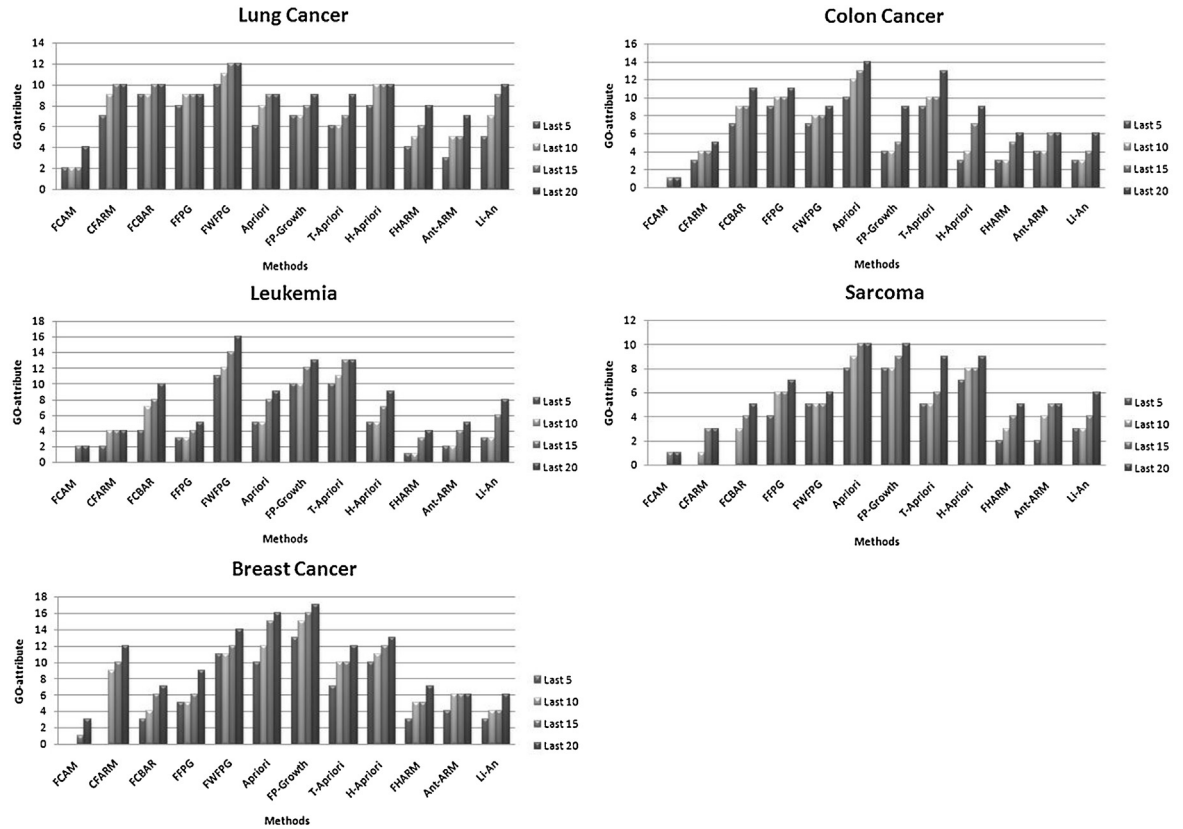 Lung Cancer
14
12
10
8
6
4
2
0
GO-attribute
FCAM
CFARM
FCBAR
FFPG
FWFPG
Apriori
FP-Growth
T-Apriori
H-Apriori
FHARM
Ant-ARM
Li-An
Methods
Last 5
Last 10
Last 15
Last 20
Colon Cancer
16
14
12
10
8
6
4
2
0
GO-attribute
FCAM
CFARM
FCBAR
FFPG
FWFPG
Apriori
FP-Growth
T-Apriori
H-Apriori
FHARM
Ant-ARM
Li-An
Methods
Last 5
Last 10
Last 15
Last 20
Leukemia
18
16
14
12
10
8
6
4
2
0
GO-attribute
FCAM
CFARM
FCBAR
FFPG
FWFPG
Apriori
FP-Growth
T-Apriori
H-Apriori
FHARM
Ant-ARM
Li-An
Methods
Last 5
Last 10
Last 15
Last 20
Sarcoma
12
10
8
6
4
2
0
GO-attribute
FCAM
CFARM
FCBAR
FFPG
FWFPG
Apriori
FP-Growth
T-Apriori
H-Apriori
FHARM
Ant-ARM
Li-An
Methods
Last 5
Last 10
Last 15
Last 20
Breast Cancer
18
16
14
12
10
8
6
4
2
0
GO-attribute
FCAM
CFARM
FCBAR
FFPG
FWFPG
Apriori
FP-Growth
T-Apriori
H-Apriori
FHARM
Ant-ARM
Li-An
Methods
Last 5
Last 10
Last 15
Last 20